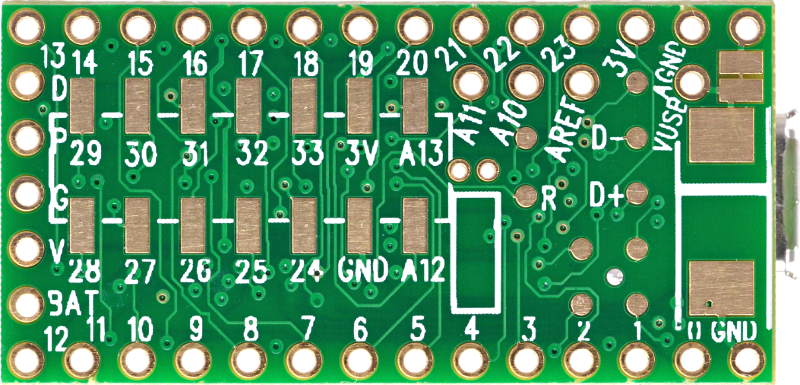 13 14 15 16 17 18 19 20 21 22 23 3V AGND
D
A11 A10 AREF VUSB
P 29 30 31 32 33 3V A13 D-
G R D+
V 28 27 26 25 24 GND A12
BAT
12 11 10 9 8 7 6 5 4 3 2 1 0 GND